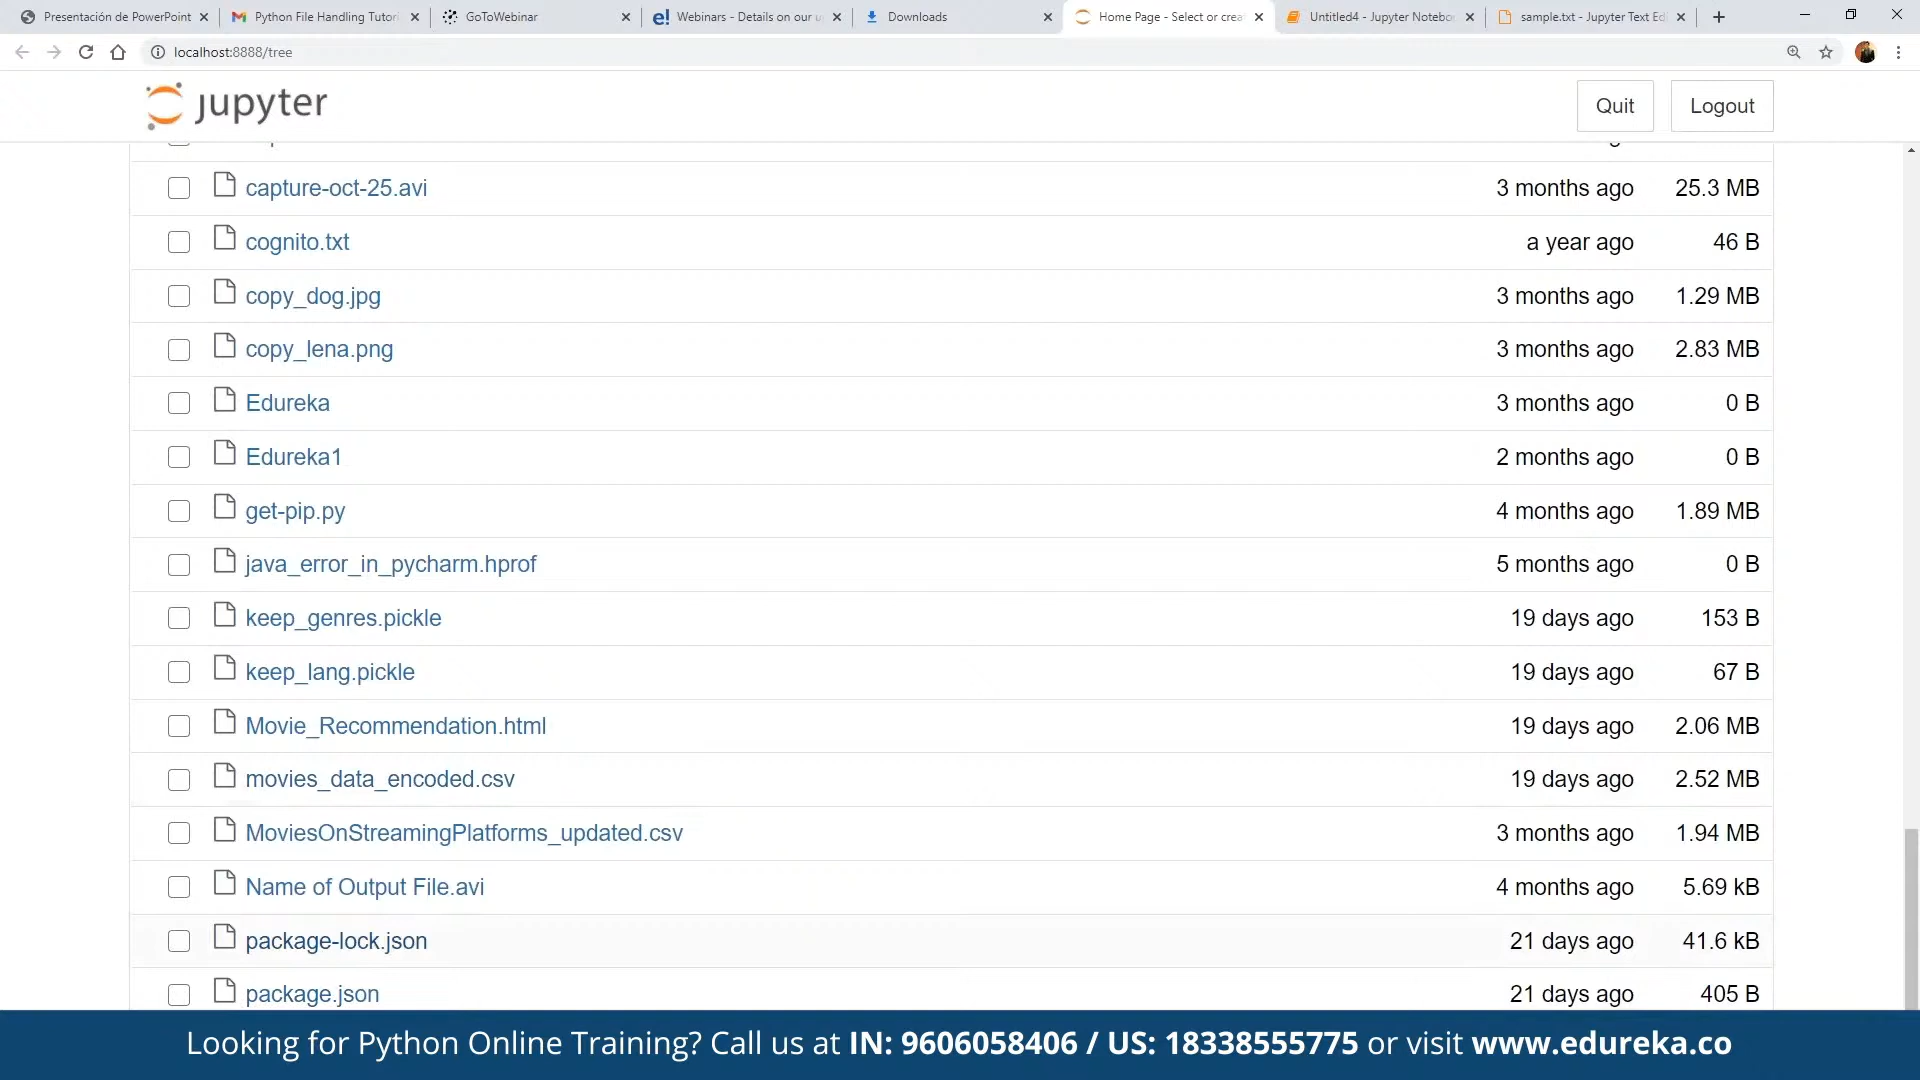 Presentación de PowerPoint
Python File Handling Tutori
GoToWebinar
Webinars - Details on our u
Downloads
Home Page - Select or crea
Untitled4 - Jupyter Notebo
sample.txt - Jupyter Text Ed
localhost:8888/tree
jupyter
Quit
Logout
capture-oct-25.avi 3 months ago 25.3 MB
cognito.txt a year ago 46 B
copy_dog.jpg 3 months ago 1.29 MB
copy_lena.png 3 months ago 2.83 MB
Edureka 3 months ago 0 B
Edureka1 2 months ago 0 B
get-pip.py 4 months ago 1.89 MB
java_error_in_pycharm.hprof 5 months ago 0 B
keep_genres.pickle 19 days ago 153 B
keep_lang.pickle 19 days ago 67 B
Movie_Recommendation.html 19 days ago 2.06 MB
movies_data_encoded.csv 19 days ago 2.52 MB
MoviesOnStreamingPlatforms_updated.csv 3 months ago 1.94 MB
Name of Output File.avi 4 months ago 5.69 kB
package-lock.json 21 days ago 41.6 kB
package.json 21 days ago 405 B
Looking for Python Online Training? Call us at IN: 9606058406 / US: 18338555775 or visit www.edureka.co